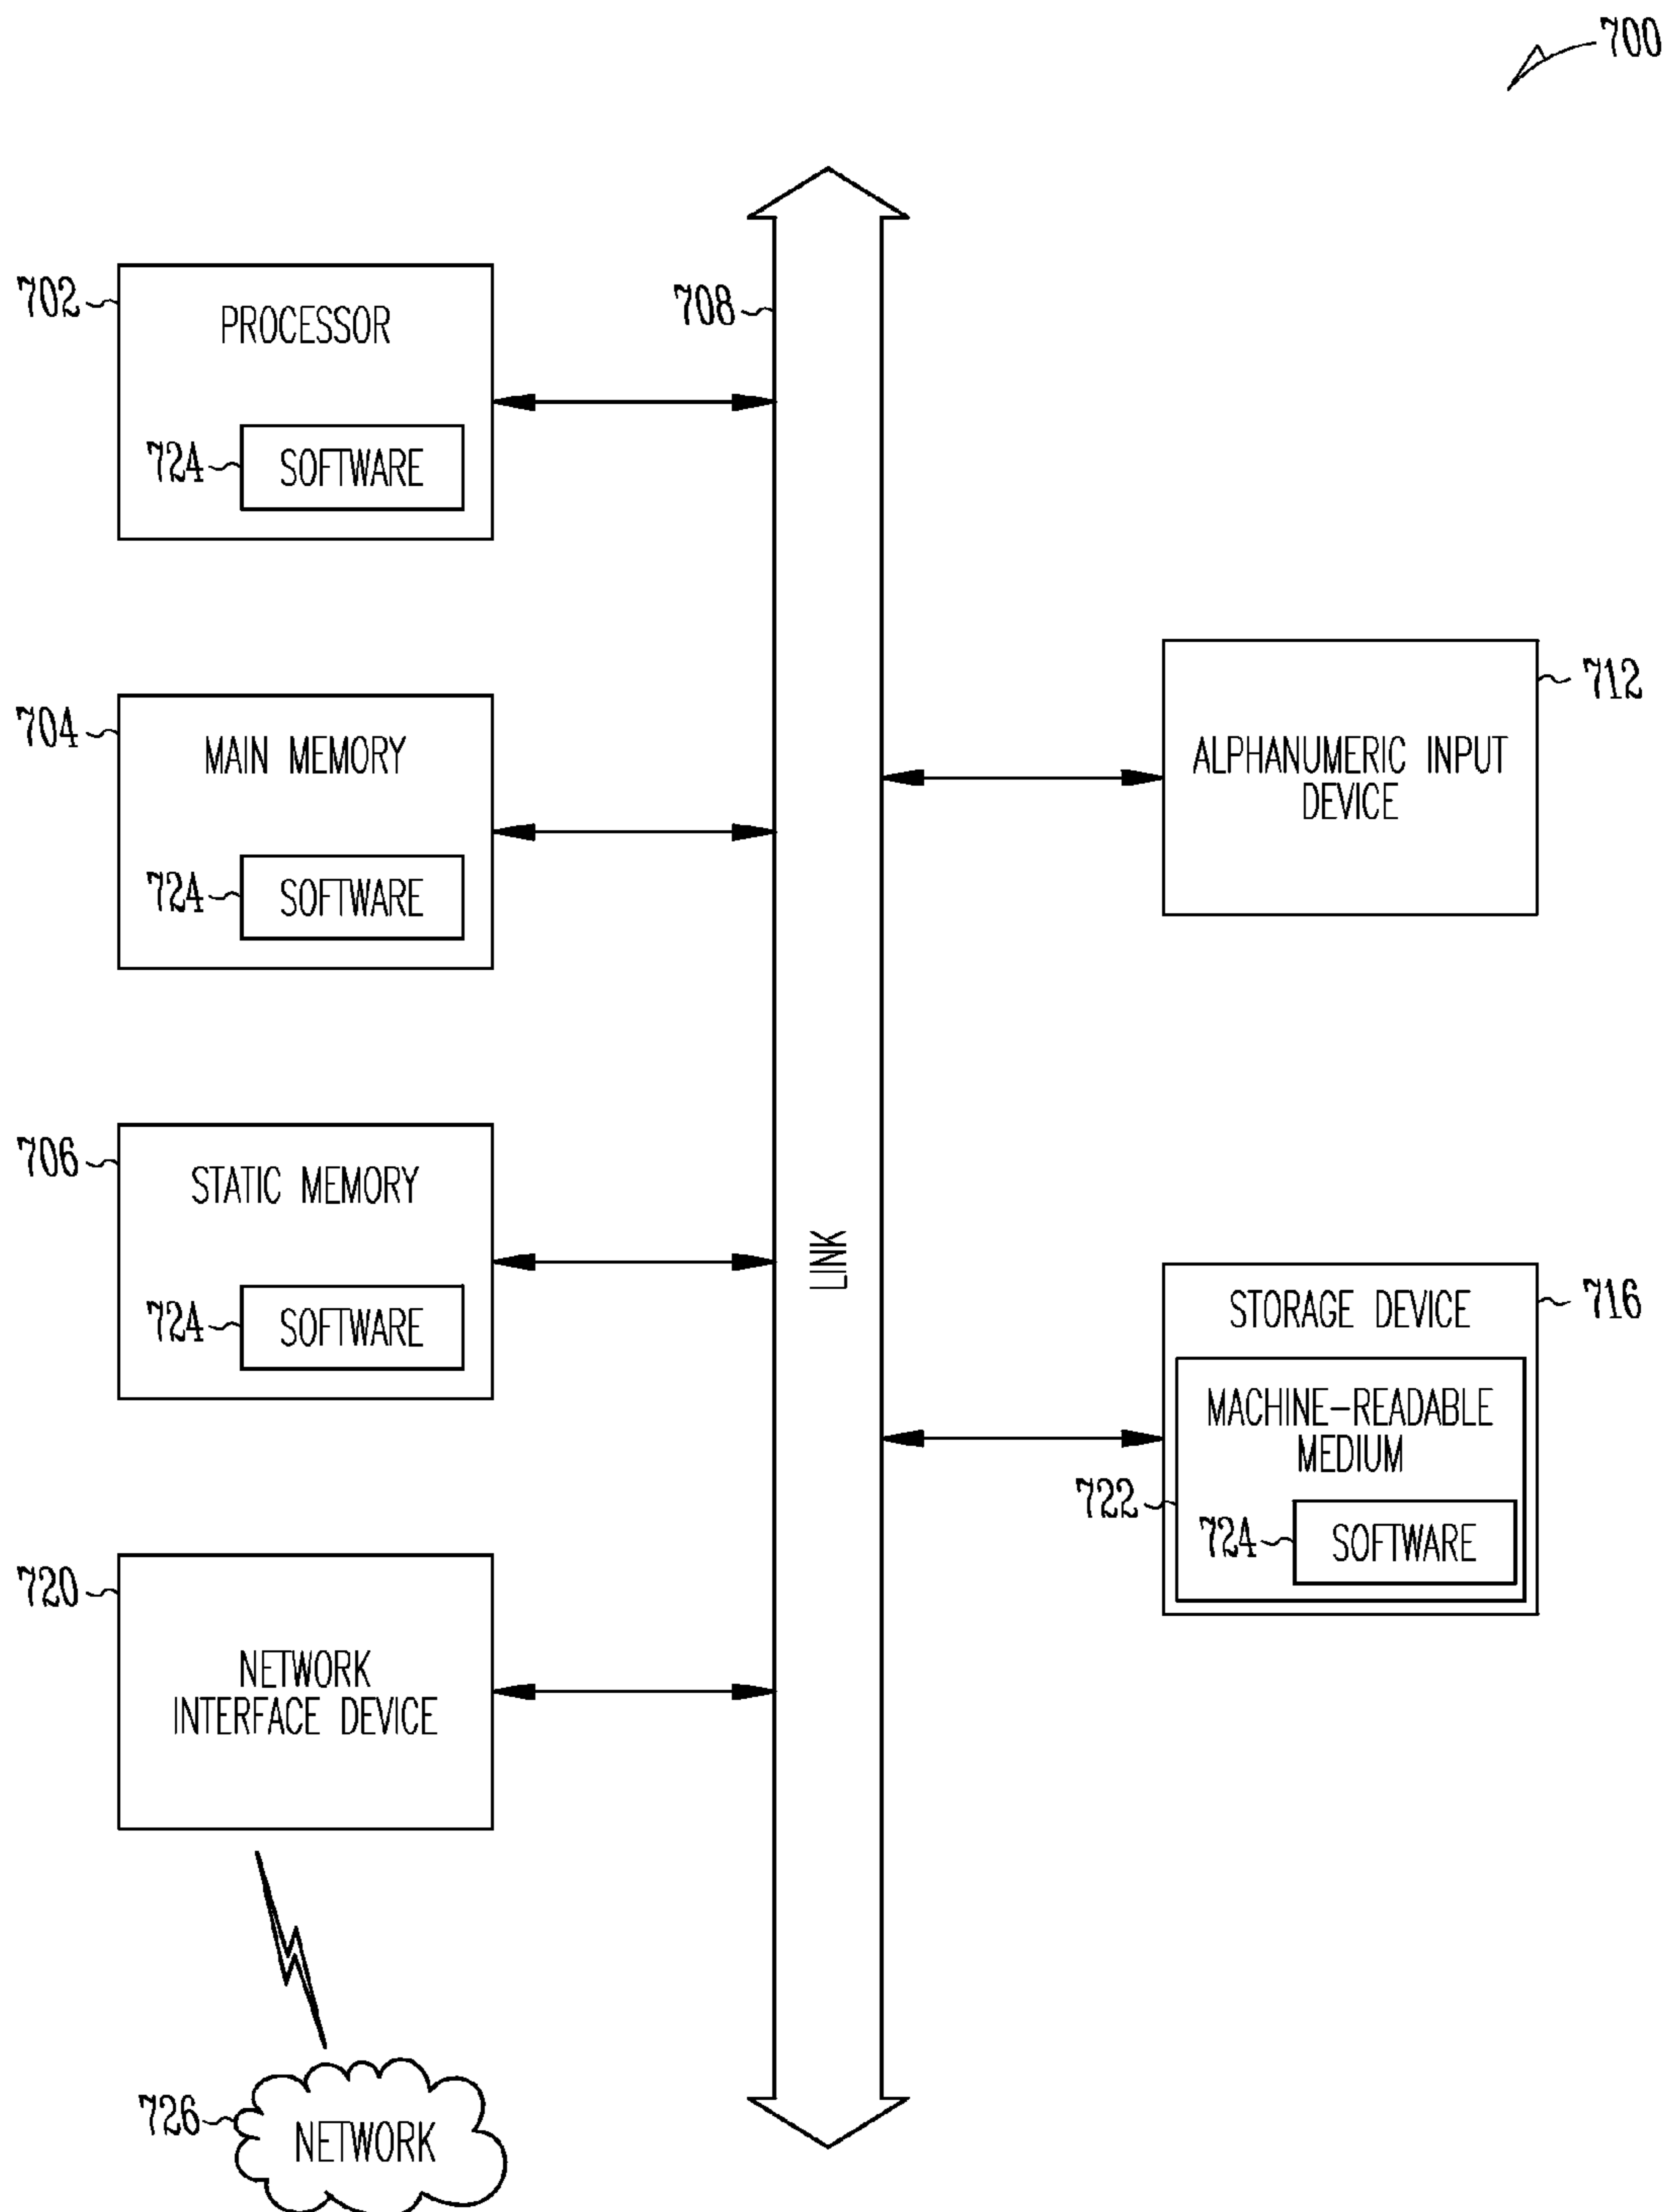 700
702
PROCESSOR
724
SOFTWARE
704
MAIN MEMORY
724
SOFTWARE
706
STATIC MEMORY
724
SOFTWARE
720
NETWORK
INTERFACE DEVICE
726
NETWORK
708
LINK
712
ALPHANUMERIC INPUT
DEVICE
716
STORAGE DEVICE
722
MACHINE-READABLE
MEDIUM
724
SOFTWARE